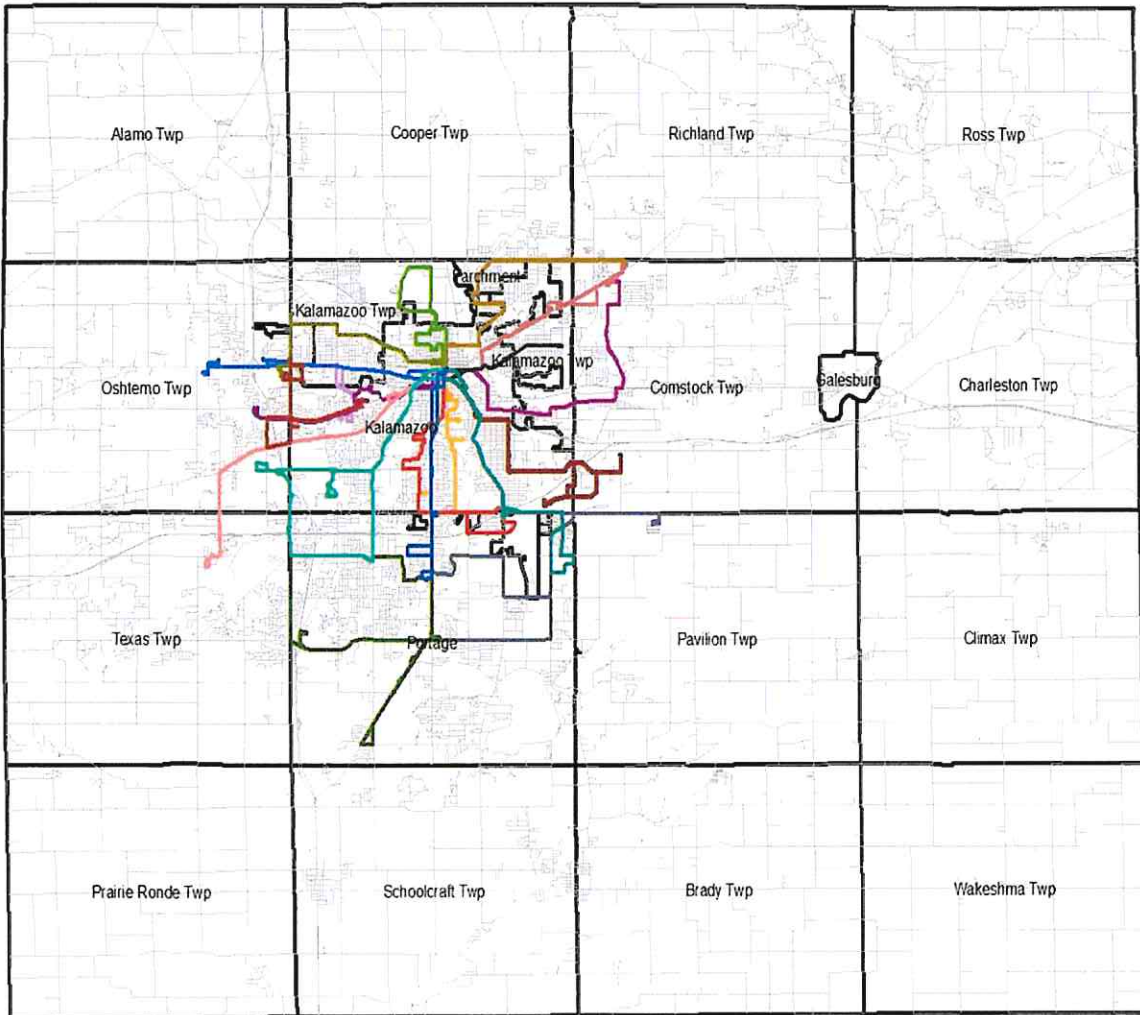 Alamo Twp
Cooper Twp
Richland Twp
Ross Twp
Parchment
Kalamazoo Twp
Kalamazoo Twp
Oshtemo Twp
Comstock Twp
Galesburg
Charleston Twp
Kalamazoo
Texas Twp
Portage
Pavilion Twp
Climax Twp
Prairie Ronde Twp
Schoolcraft Twp
Brady Twp
Wakeshma Twp